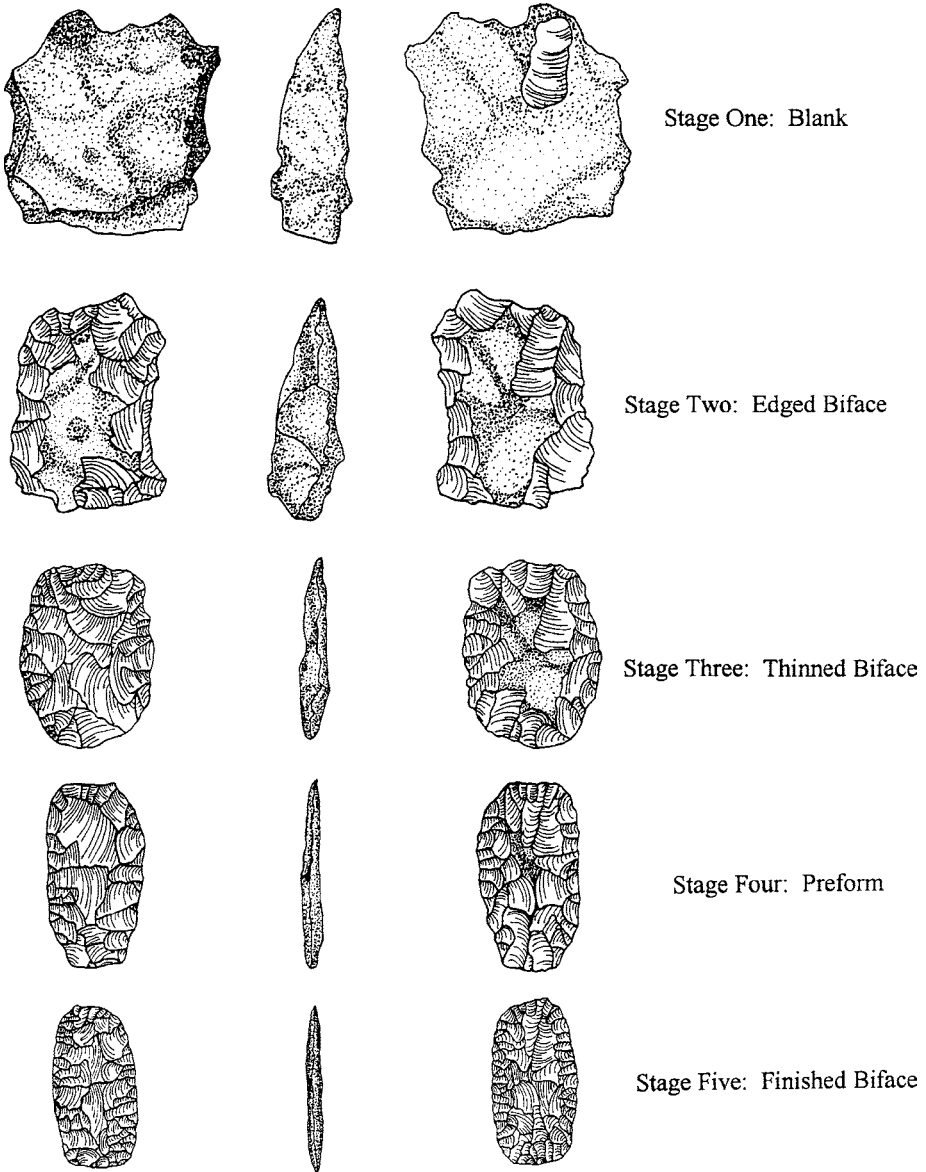 Stage One: Blank
Stage Two: Edged Biface
Stage Three: Thinned Biface
Stage Four: Preform
Stage Five: Finished Biface